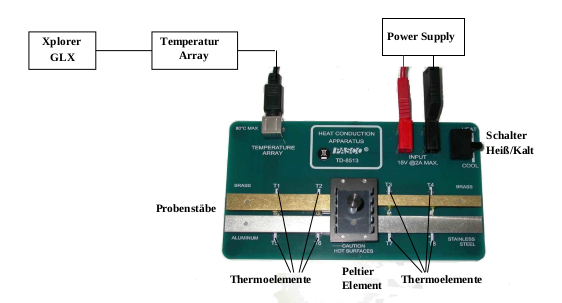 Xplorer
GLX
Temperatur
Array
Power Supply
80°C MAX
TEMPERATURE
ARRAY
HEAT CONDUCTION
APPARATUS
TD-8513
INPUT
10V @2A MAX.
HEAT
COOL
Schalter
Heiß/Kalt
BRASS
T1
T2
T3
T4
BRASS
Probenstäbe
ALUMINUM
T5
T6
CAUTION
HOT SURFACES
T7
T8
STAINLESS
STEEL
Thermoelemente
Peltier
Element
Thermoelemente